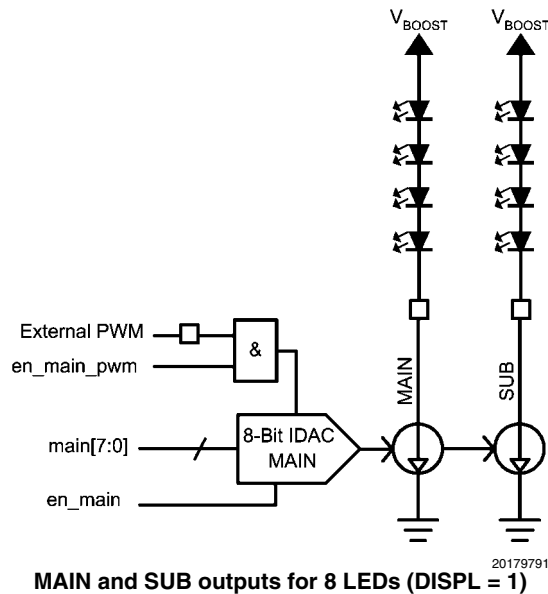 VBOOST VBOOST
External PWM
&
en_main_pwm
MAIN
SUB
main[7:0]
8-Bit IDAC
MAIN
en_main
20179791
MAIN and SUB outputs for 8 LEDs (DISPL = 1)